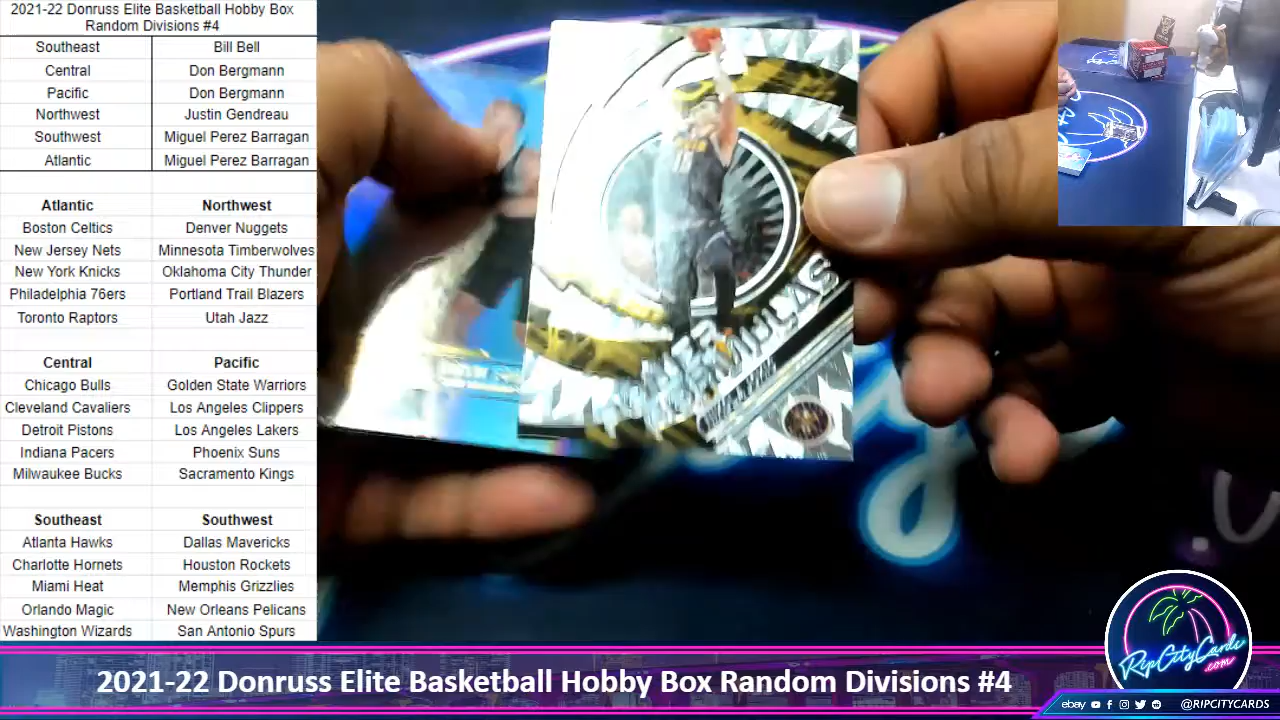 2021-22 Donruss Elite Basketball Hobby Box
Random Divisions #4
Southeast Bill Bell
Central Don Bergmann
Pacific Don Bergmann
Northwest Justin Gendreau
Southwest Miguel Perez Barragan
Atlantic Miguel Perez Barragan
Atlantic Northwest
Boston Celtics Denver Nuggets
New Jersey Nets Minnesota Timberwolves
New York Knicks Oklahoma City Thunder
Philadelphia 76ers Portland Trail Blazers
Toronto Raptors Utah Jazz
Central Pacific
Chicago Bulls Golden State Warriors
Cleveland Cavaliers Los Angeles Clippers
Detroit Pistons Los Angeles Lakers
Indiana Pacers Phoenix Suns
Milwaukee Bucks Sacramento Kings
Southeast Southwest
Atlanta Hawks Dallas Mavericks
Charlotte Hornets Houston Rockets
Miami Heat Memphis Grizzlies
Orlando Magic New Orleans Pelicans
Washington Wizards San Antonio Spurs
RipCityCards
.com
2021-22 Donruss Elite Basketball Hobby Box Random Divisions #4
ebay @RIPCITYCARDS